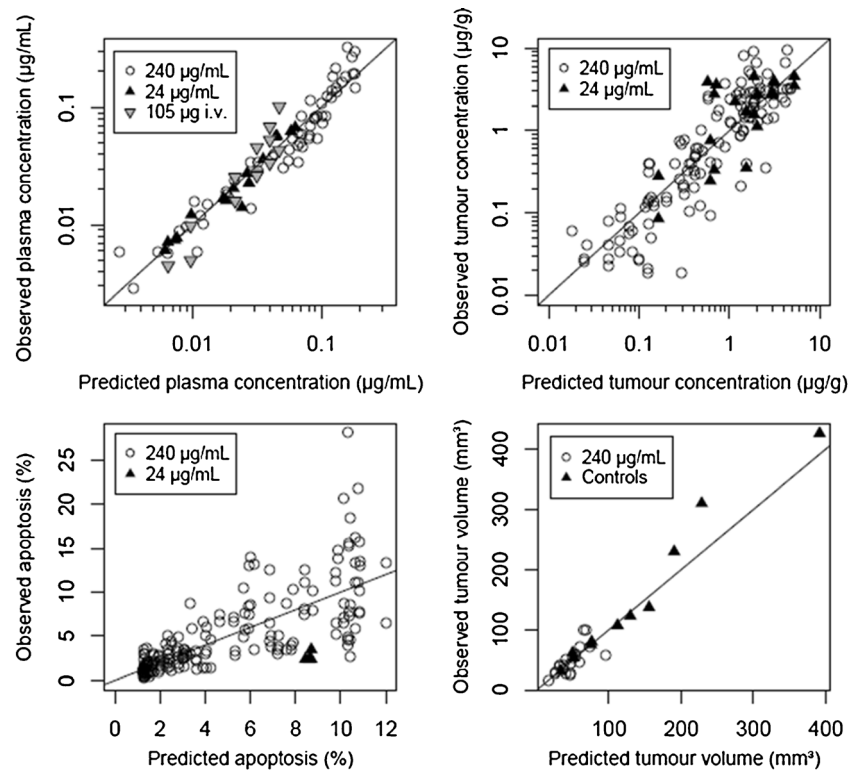 Observed plasma concentration (µg/mL)
0.1
0.01
240 µg/mL
24 µg/mL
105 µg i.v.
0.01
0.1
Predicted plasma concentration (µg/mL)
Observed tumour concentration (µg/g)
10
1
0.1
0.01
240 µg/mL
24 µg/mL
0.01
0.1
1
10
Predicted tumour concentration (µg/g)
Observed apoptosis (%)
25
20
15
10
5
0
240 µg/mL
24 µg/mL
0
2
4
6
8
10
12
Predicted apoptosis (%)
Observed tumour volume (mm³)
400
300
200
100
0
240 µg/mL
Controls
100
200
300
400
Predicted tumour volume (mm³)